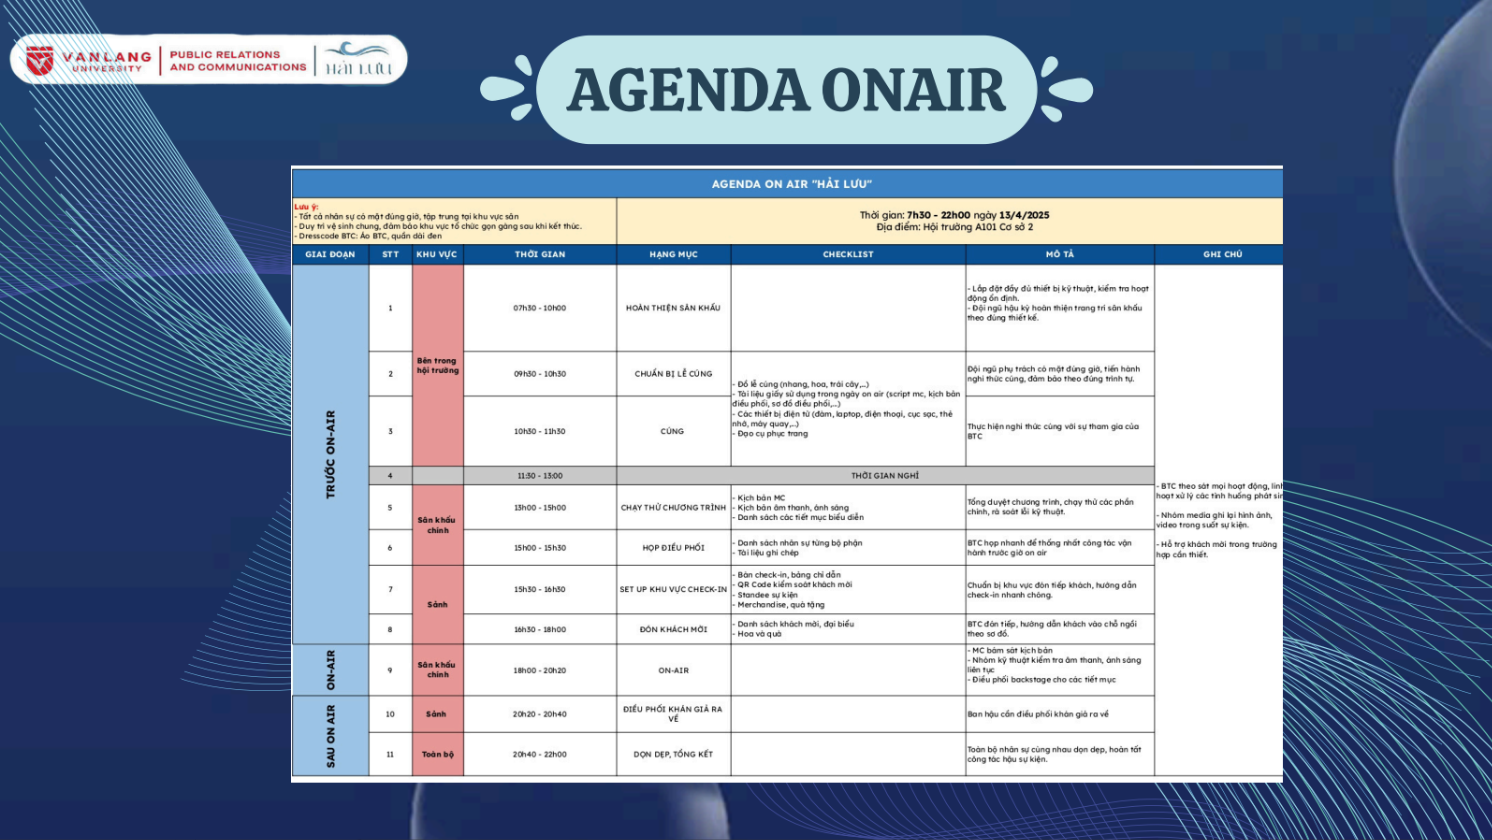 VANLANG
UNIVERSITY
PUBLIC RELATIONS
AND COMMUNICATIONS
HẢI LƯU
AGENDA ONAIR
AGENDA ON AIR "HẢI LƯU"
Lưu ý:
- Tất cả nhân sự có mặt đúng giờ, tập trung tại khu vực sân
- Duy trì vệ sinh chung, đảm bảo khu vực tổ chức gọn gàng sau khi kết thúc.
- Dresscode BTC: Áo BTC, quần dài đen
Thời gian: 7h30 - 22h00 ngày 13/4/2025
Địa điểm: Hội trường A101 Cơ sở 2
GIAI ĐOẠN STT KHU VỰC THỜI GIAN HẠNG MỤC CHECKLIST MÔ TẢ GHI CHÚ
TRƯỚC ON-AIR
Bên trong
hội trường
1 07h30 - 10h00 HOÀN THIỆN SÂN KHẤU
- Lắp đặt đầy đủ thiết bị kỹ thuật, kiểm tra hoạt
động ổn định.
- Đội ngũ hậu kỳ hoàn thiện trang trí sân khấu
theo đúng thiết kế.
2 09h30 - 10h30 CHUẨN BỊ LỄ CÚNG
- Đồ lễ cúng (nhang, hoa, trái cây,..)
- Tài liệu giấy sử dụng trong ngày on air (script mc, kịch bản
điều phối, sơ đồ điều phối,..)
- Các thiết bị điện tử (đàm, laptop, điện thoại, cục sạc, thẻ
nhớ, máy quay,..)
- Đạo cụ phục trang
Đội ngũ phụ trách có mặt đúng giờ, tiến hành
nghi thức cúng, đảm bảo theo đúng trình tự.
3 10h30 - 11h30 CÚNG
Thực hiện nghi thức cúng với sự tham gia của
BTC
4 11:30 - 13:00 THỜI GIAN NGHỈ
Sân khấu
chính
5 13h00 - 15h00 CHẠY THỬ CHƯƠNG TRÌNH
- Kịch bản MC
- Kịch bản âm thanh, ánh sáng
- Danh sách các tiết mục biểu diễn
Tổng duyệt chương trình, chạy thử các phần
chính, rà soát lỗi kỹ thuật.
6 15h00 - 15h30 HỌP ĐIỀU PHỐI
- Danh sách nhân sự từng bộ phận
- Tài liệu ghi chép
BTC họp nhanh để thống nhất công tác vận
hành trước giờ on air
Sảnh
7 15h30 - 16h30 SET UP KHU VỰC CHECK-IN
- Bàn check-in, bảng chỉ dẫn
- QR Code kiểm soát khách mời
- Standee sự kiện
- Merchandise, quà tặng
Chuẩn bị khu vực đón tiếp khách, hướng dẫn
check-in nhanh chóng.
8 16h30 - 18h00 ĐÓN KHÁCH MỜI
- Danh sách khách mời, đại biểu
- Hoa và quà
BTC đón tiếp, hướng dẫn khách vào chỗ ngồi
theo sơ đồ.
ON-AIR
Sân khấu
chính
9 18h00 - 20h20 ON-AIR
- MC bám sát kịch bản
- Nhóm kỹ thuật kiểm tra âm thanh, ánh sáng
liên tục
- Điều phối backstage cho các tiết mục
SAU ON AIR
10 Sảnh 20h20 - 20h40 ĐIỀU PHỐI KHÁN GIẢ RA
VỀ
Ban hậu cần điều phối khán giả ra về
11 Toàn bộ 20h40 - 22h00 DỌN DẸP, TỔNG KẾT
Toàn bộ nhân sự cùng nhau dọn dẹp, hoàn tất
công tác hậu sự kiện.
- BTC theo sát mọi hoạt động, linh
hoạt xử lý các tình huống phát sin
- Nhóm media ghi lại hình ảnh,
video trong suốt sự kiện.
- Hỗ trợ khách mời trong trường
hợp cần thiết.